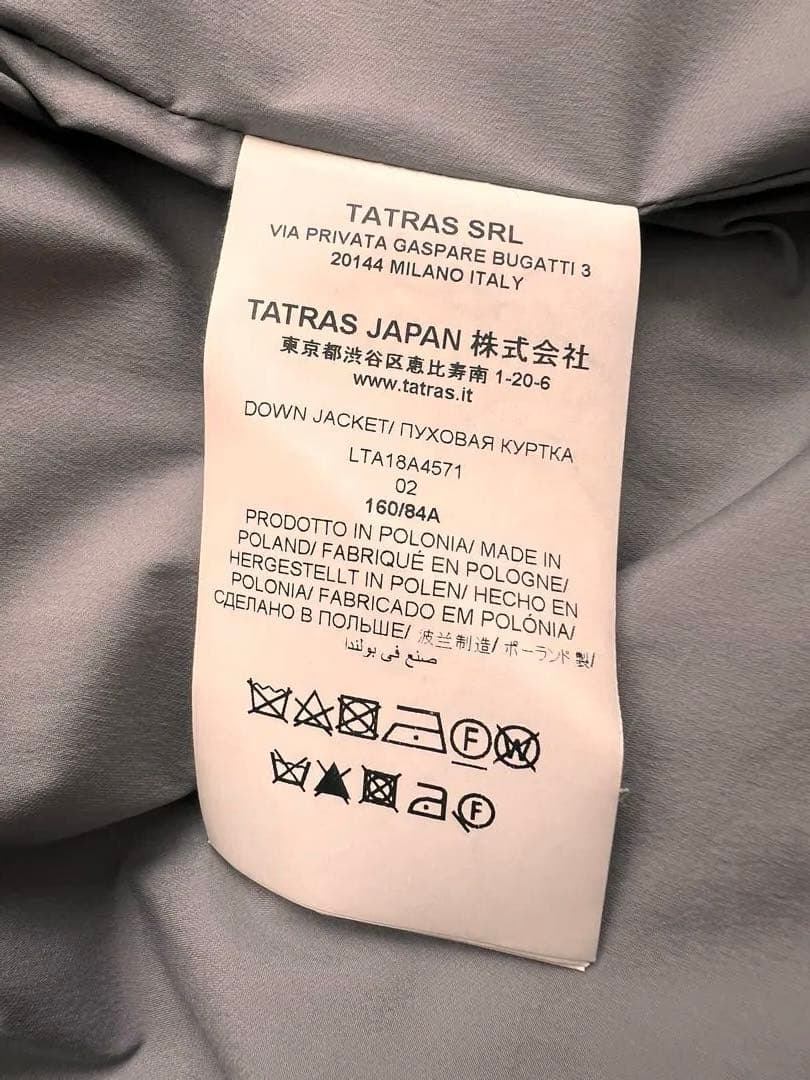 TATRAS SRL
VIA PRIVATA GASPARE BUGATTI 3
20144 MILANO ITALY
TATRAS JAPAN 株式会社
東京都渋谷区恵比寿南 1-20-6
www.tatras.it
DOWN JACKET/ ПУХОВАЯ КУРТКА
LTA18A4571
02
160/84A
PRODOTTO IN POLONIA/ MADE IN
POLAND/ FABRIQUÉ EN POLOGNE/
HERGESTELLT IN POLEN/ HECHO EN
POLONIA/ FABRICADO EM POLÓNIA/
СДЕЛАНО В ПОЛЬШЕ/ 波兰制造/ ポーランド製/
صنع في بولندا
F W
F